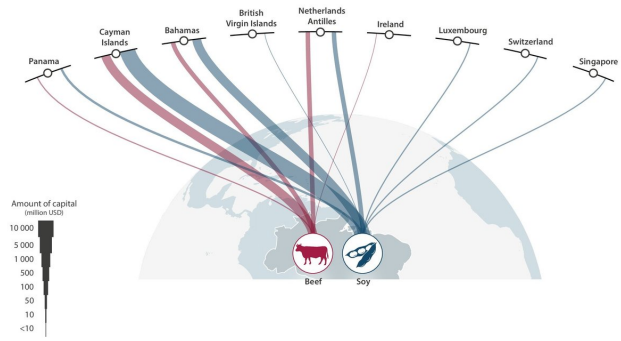 Panama
Cayman
Islands
Bahamas
British
Virgin Islands
Netherlands
Antilles
Ireland
Luxembourg
Switzerland
Singapore
Amount of capital
(million USD)
10 000
5 000
1 000
500
100
50
10
<10
Beef
Soy